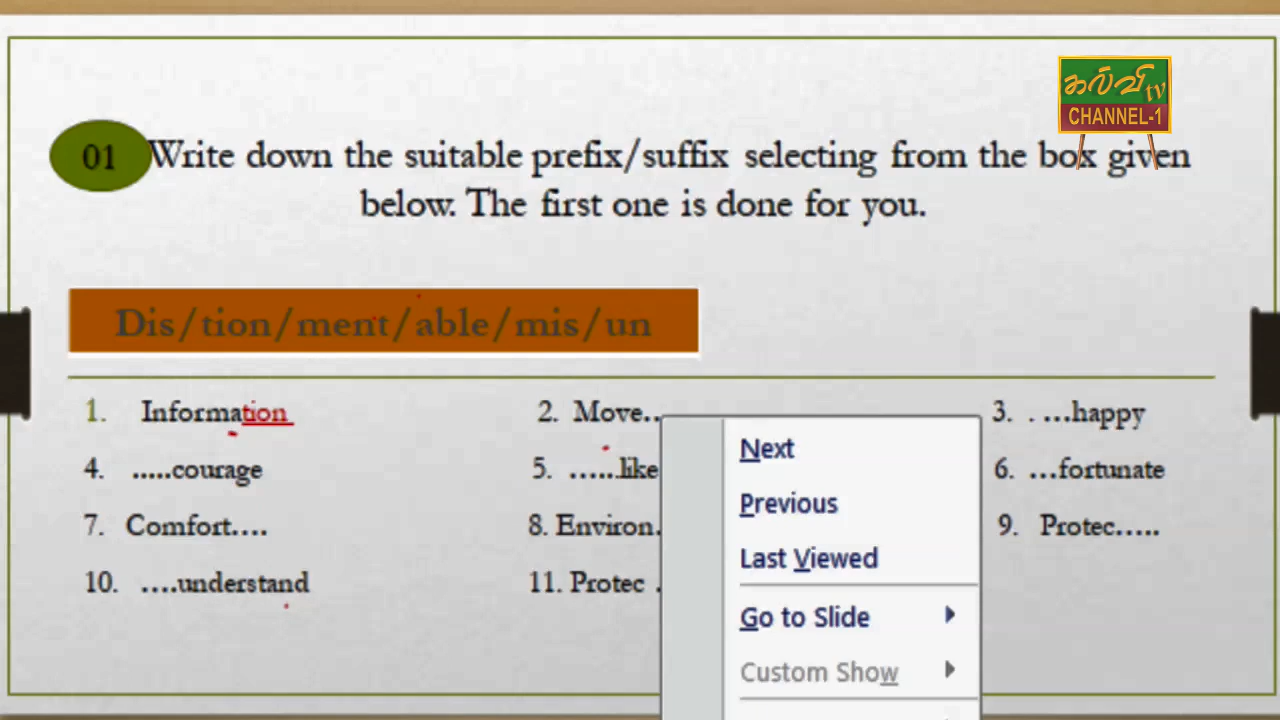 கல்வி tv
CHANNEL-1
01 Write down the suitable prefix/suffix selecting from the box given
below. The first one is done for you.
Dis/tion/ment/able/mis/un
1. Information 2. Move.. 3. . ...happy
4. .....courage 5. ......like 6. ...fortunate
7. Comfort.... 8. Environ. 9. Protec.....
10. ....understand 11. Protec .
Next
Previous
Last Viewed
Go to Slide
Custom Show